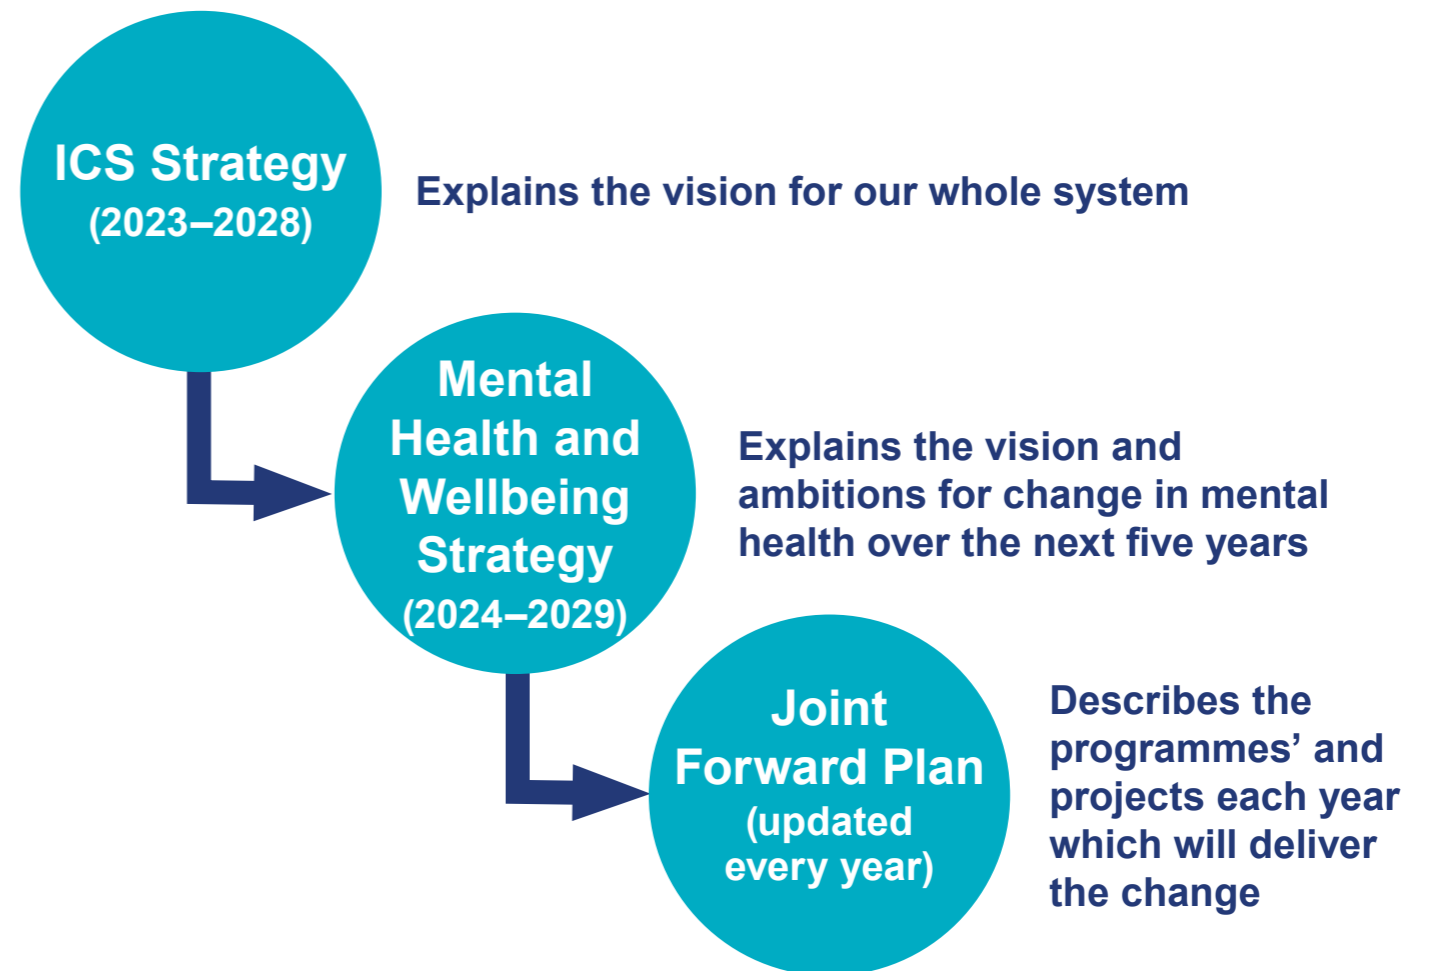 ICS Strategy
(2023–2028)
Explains the vision for our whole system
Mental
Health and
Wellbeing
Strategy
(2024–2029)
Explains the vision and
ambitions for change in mental
health over the next five years
Joint
Forward Plan
(updated
every year)
Describes the
programmes’ and
projects each year
which will deliver
the change